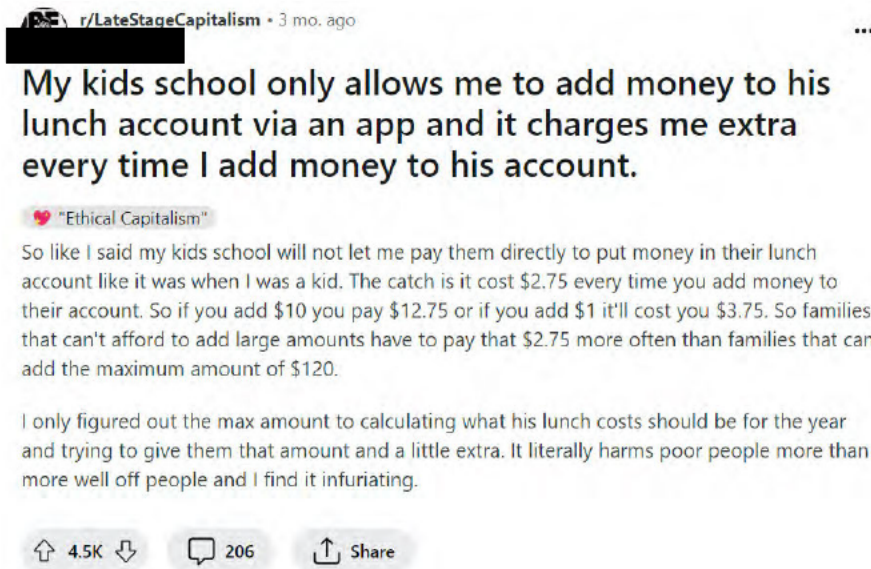 r/LateStageCapitalism • 3 mo. ago
My kids school only allows me to add money to his
lunch account via an app and it charges me extra
every time I add money to his account.
"Ethical Capitalism"
So like I said my kids school will not let me pay them directly to put money in their lunch
account like it was when I was a kid. The catch is it cost $2.75 every time you add money to
their account. So if you add $10 you pay $12.75 or if you add $1 it'll cost you $3.75. So families
that can't afford to add large amounts have to pay that $2.75 more often than families that can
add the maximum amount of $120.
I only figured out the max amount to calculating what his lunch costs should be for the year
and trying to give them that amount and a little extra. It literally harms poor people more than
more well off people and I find it infuriating.
4.5K
206
Share